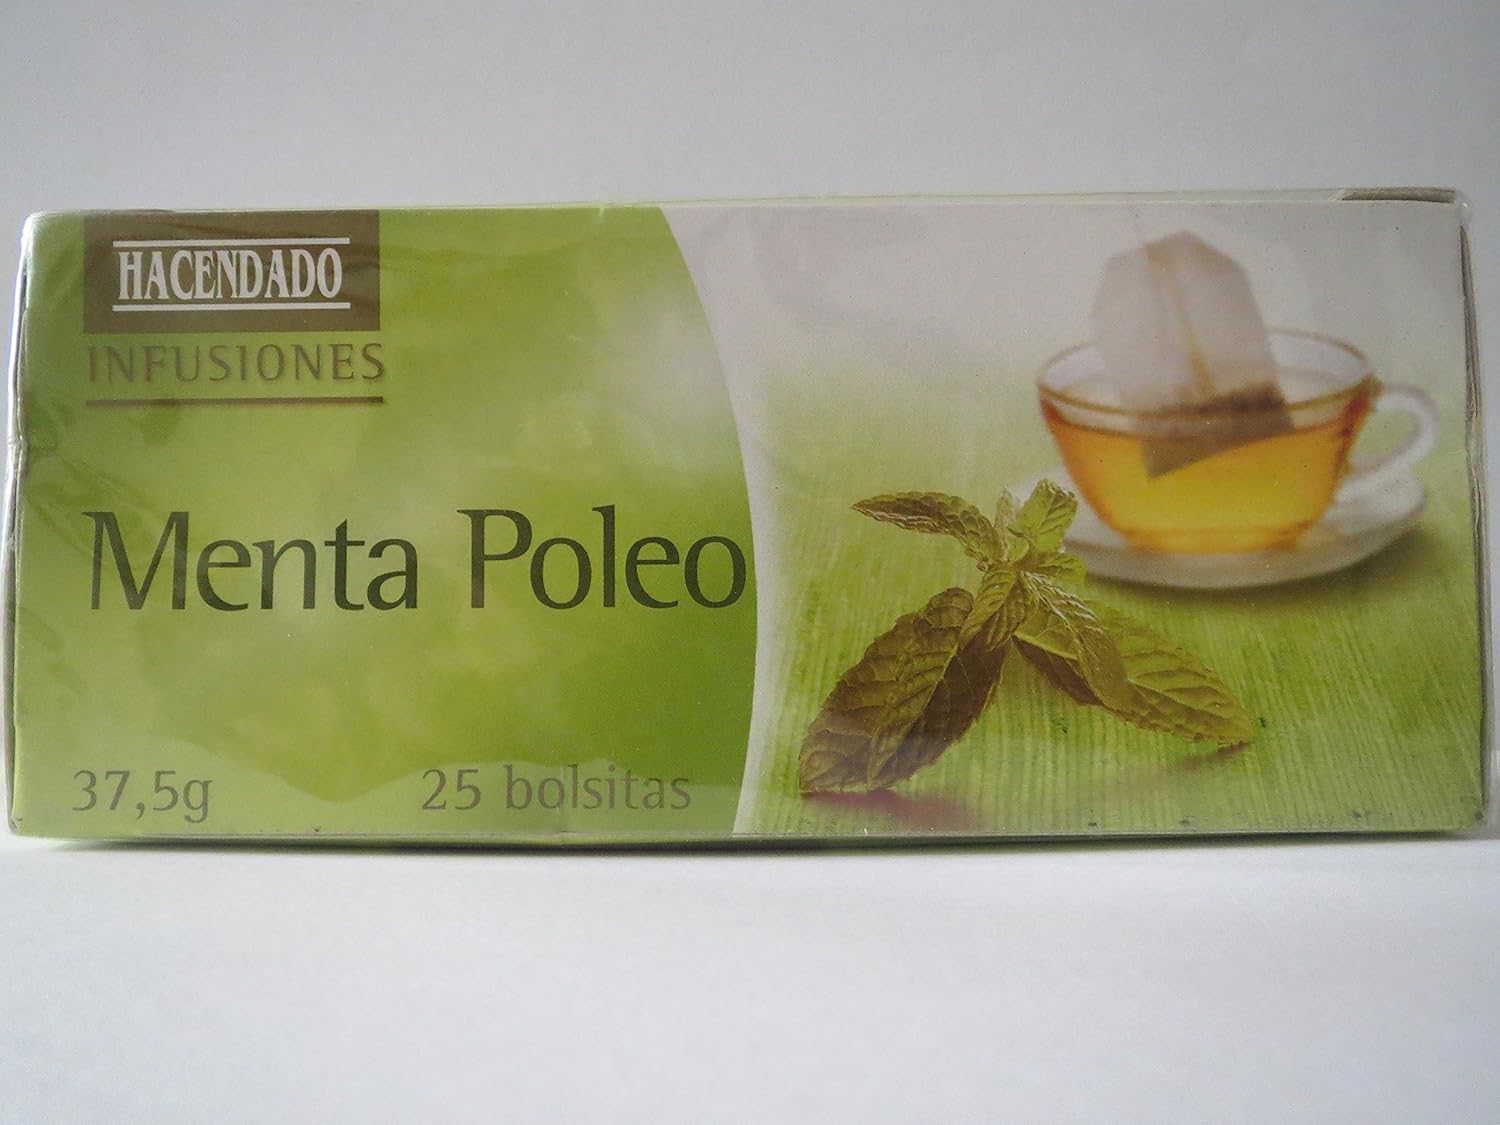 HACENDADO
INFUSIONES
Menta Poleo
37,5g 25 bolsitas